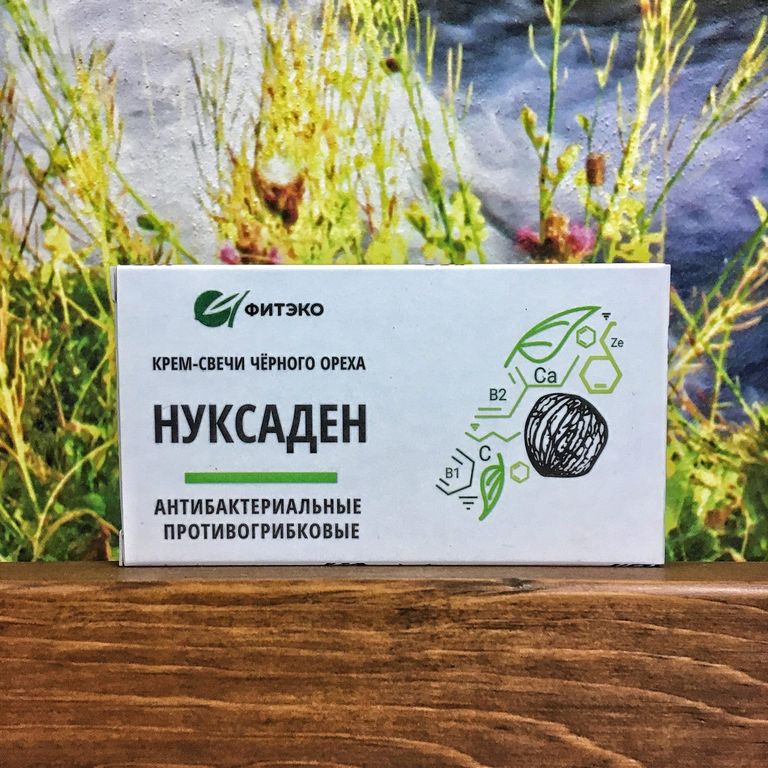 ФИТЭКО
КРЕМ-СВЕЧИ ЧЁРНОГО ОРЕХА
НУКСАДЕН
АНТИБАКТЕРИАЛЬНЫЕ
ПРОТИВОГРИБКОВЫЕ
Ze
Ca
B2
C
B1